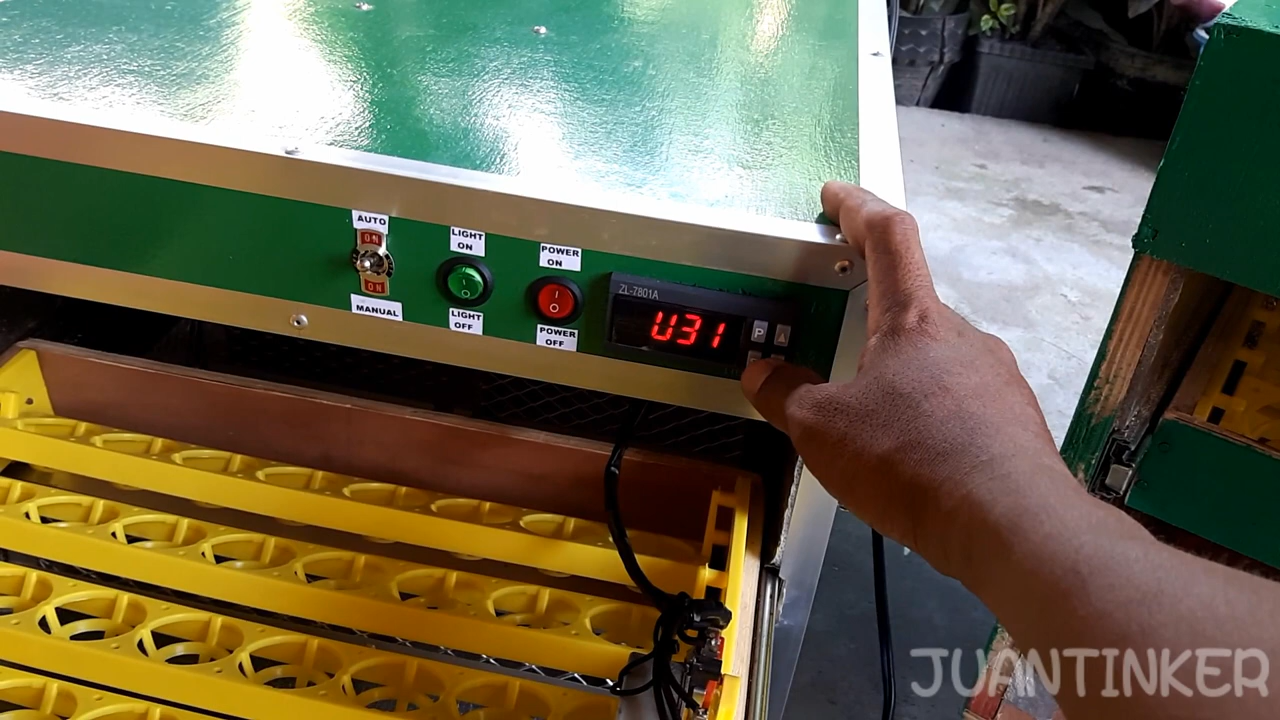 AUTO
ON
ON
MANUAL
LIGHT
ON
I
O
LIGHT
OFF
POWER
ON
I
O
POWER
OFF
ZL-7801A
U31
P
JUANTINKER